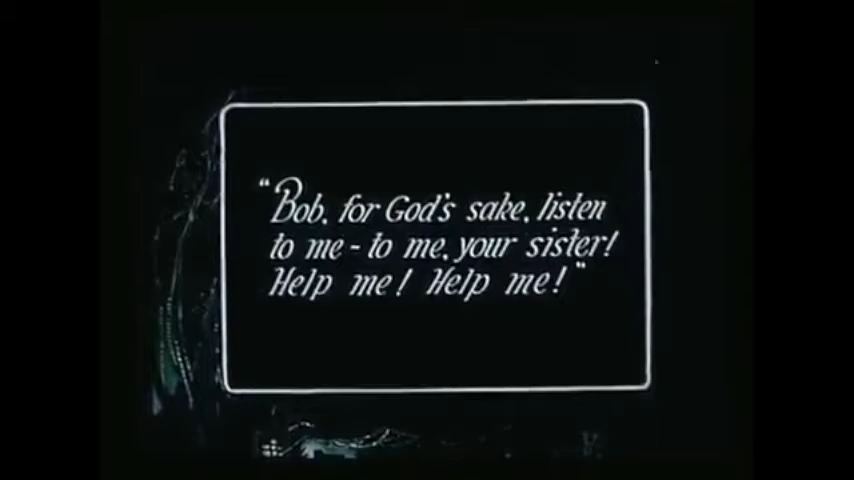 "Bob, for God's sake, listen
to me - to me, your sister!
Help me! Help me!"